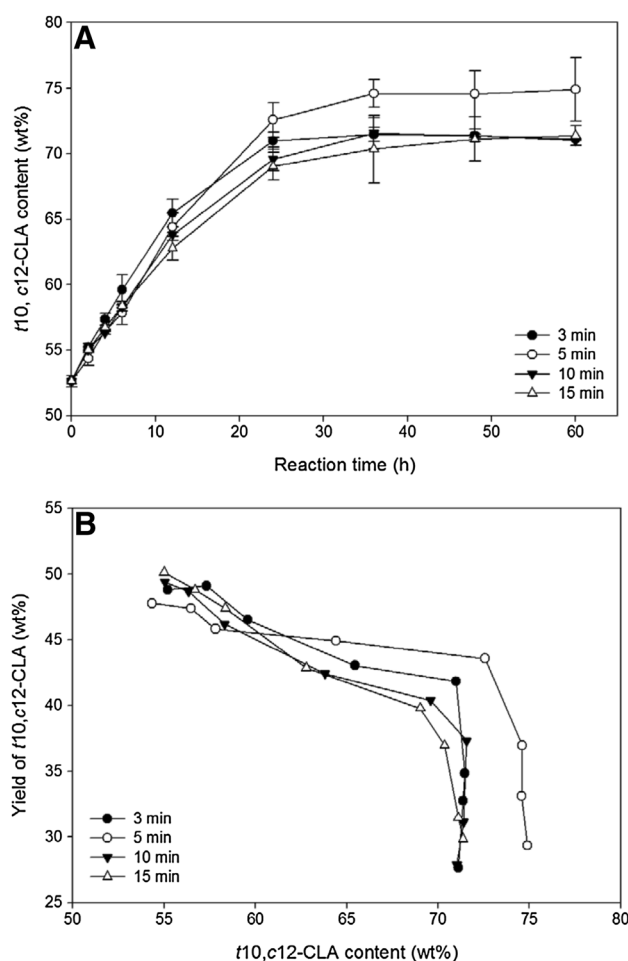 A
80
75
70
65
60
55
50
t10, c12-CLA content (wt%)
3 min
5 min
10 min
15 min
0 10 20 30 40 50 60
Reaction time (h)
B
55
50
45
40
35
30
25
Yield of t10,c12-CLA (wt%)
3 min
5 min
10 min
15 min
50 55 60 65 70 75 80
t10,c12-CLA content (wt%)